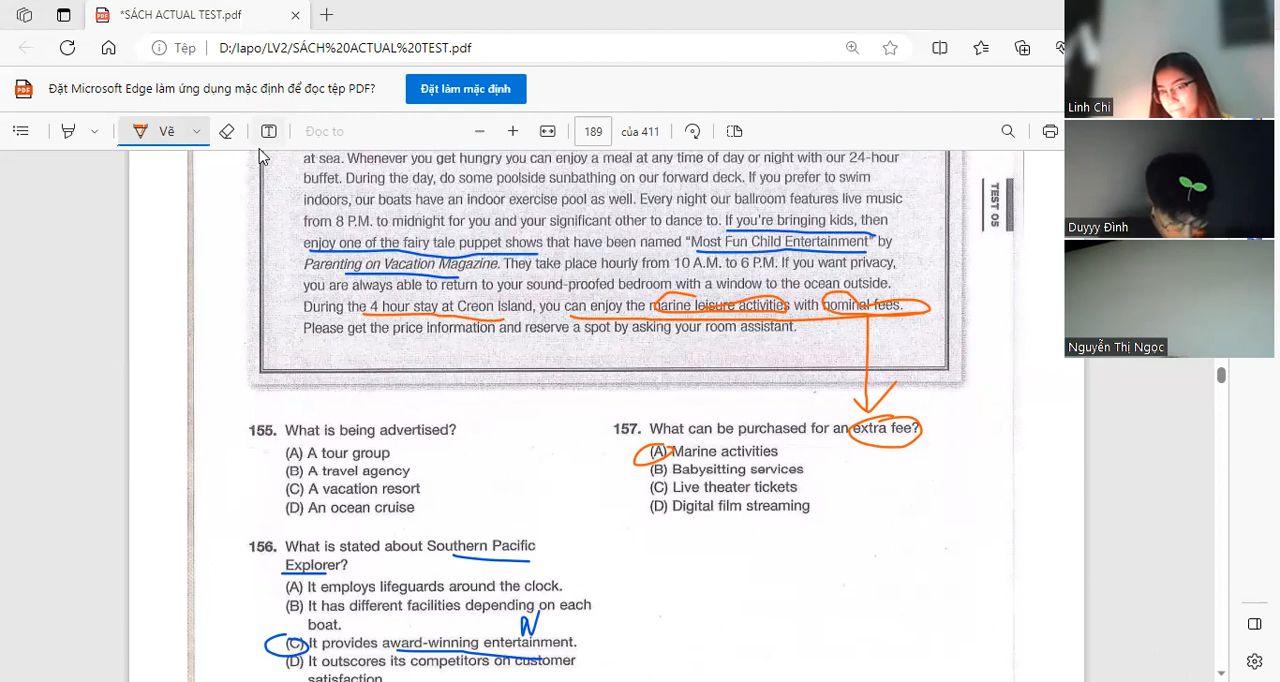 *SÁCH ACTUAL TEST.pdf
Tệp
D:/lapo/LV2/SÁCH%20ACTUAL%20TEST.pdf
PDF
Đặt Microsoft Edge làm ứng dụng mặc định để đọc tệp PDF?
Đặt làm mặc định
Vẽ
Đọc to
189
của 411
at sea. Whenever you get hungry you can enjoy a meal at any time of day or night with our 24-hour
buffet. During the day, do some poolside sunbathing on our forward deck. If you prefer to swim
indoors, our boats have an indoor exercise pool as well. Every night our ballroom features live music
from 8 P.M. to midnight for you and your significant other to dance to. If you're bringing kids, then
enjoy one of the fairy tale puppet shows that have been named "Most Fun Child Entertainment" by
Parenting on Vacation Magazine. They take place hourly from 10 A.M. to 6 P.M. If you want privacy,
you are always able to return to your sound-proofed bedroom with a window to the ocean outside.
During the 4 hour stay at Creon Island, you can enjoy the marine leisure activities with nominal fees.
Please get the price information and reserve a spot by asking your room assistant.
TEST 05
155. What is being advertised?
(A) A tour group
(B) A travel agency
(C) A vacation resort
(D) An ocean cruise
156. What is stated about Southern Pacific
Explorer?
(A) It employs lifeguards around the clock.
(B) It has different facilities depending on each
boat.
N
(C) It provides award-winning entertainment.
(D) It outscores its competitors on customer
satisfaction.
157. What can be purchased for an extra fee?
(A) Marine activities
(B) Babysitting services
(C) Live theater tickets
(D) Digital film streaming
Linh Chi
Duyyy Đình
Nguyễn Thị Ngọc